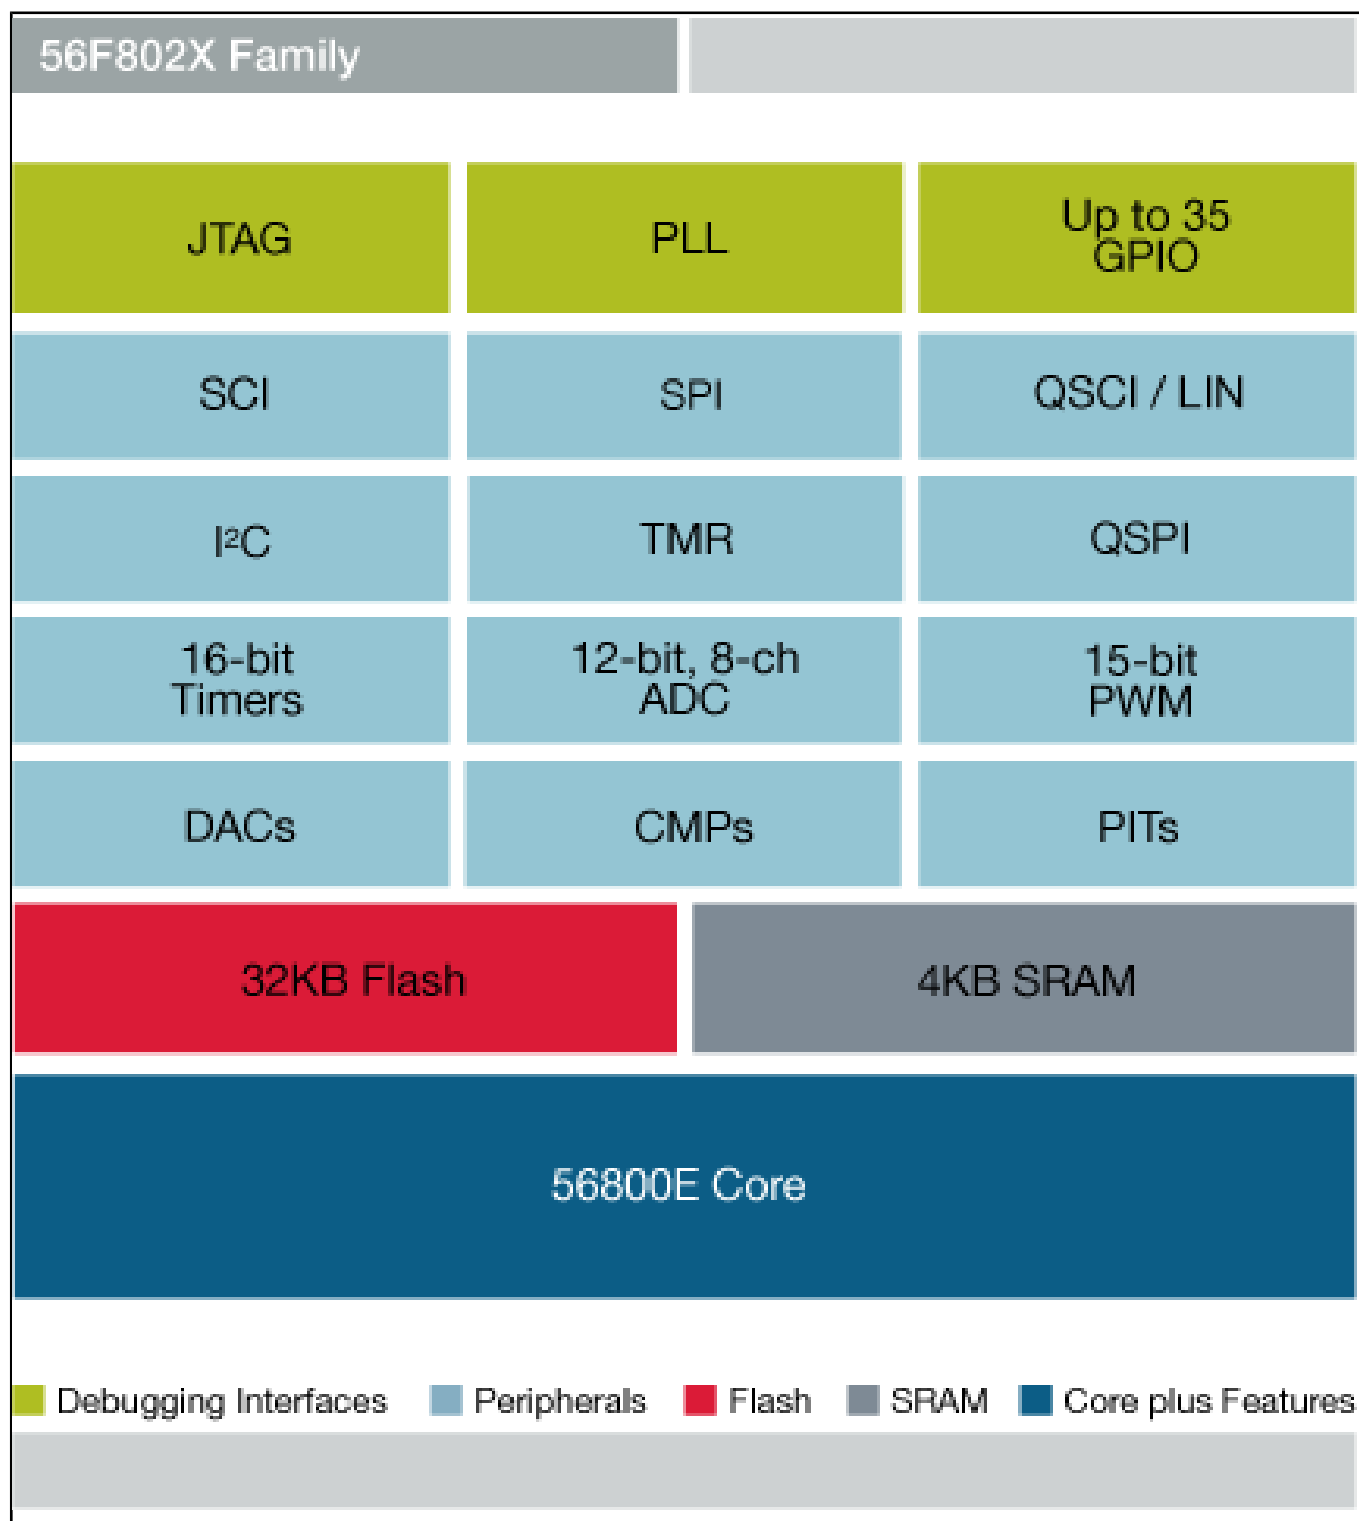 56F802X Family
JTAG
PLL
Up to 35
GPIO
SCI
SPI
QSCI / LIN
I²C
TMR
QSPI
16-bit
Timers
12-bit, 8-ch
ADC
15-bit
PWM
DACs
CMPs
PITs
32KB Flash
4KB SRAM
56800E Core
Debugging Interfaces
Peripherals
Flash
SRAM
Core plus Features